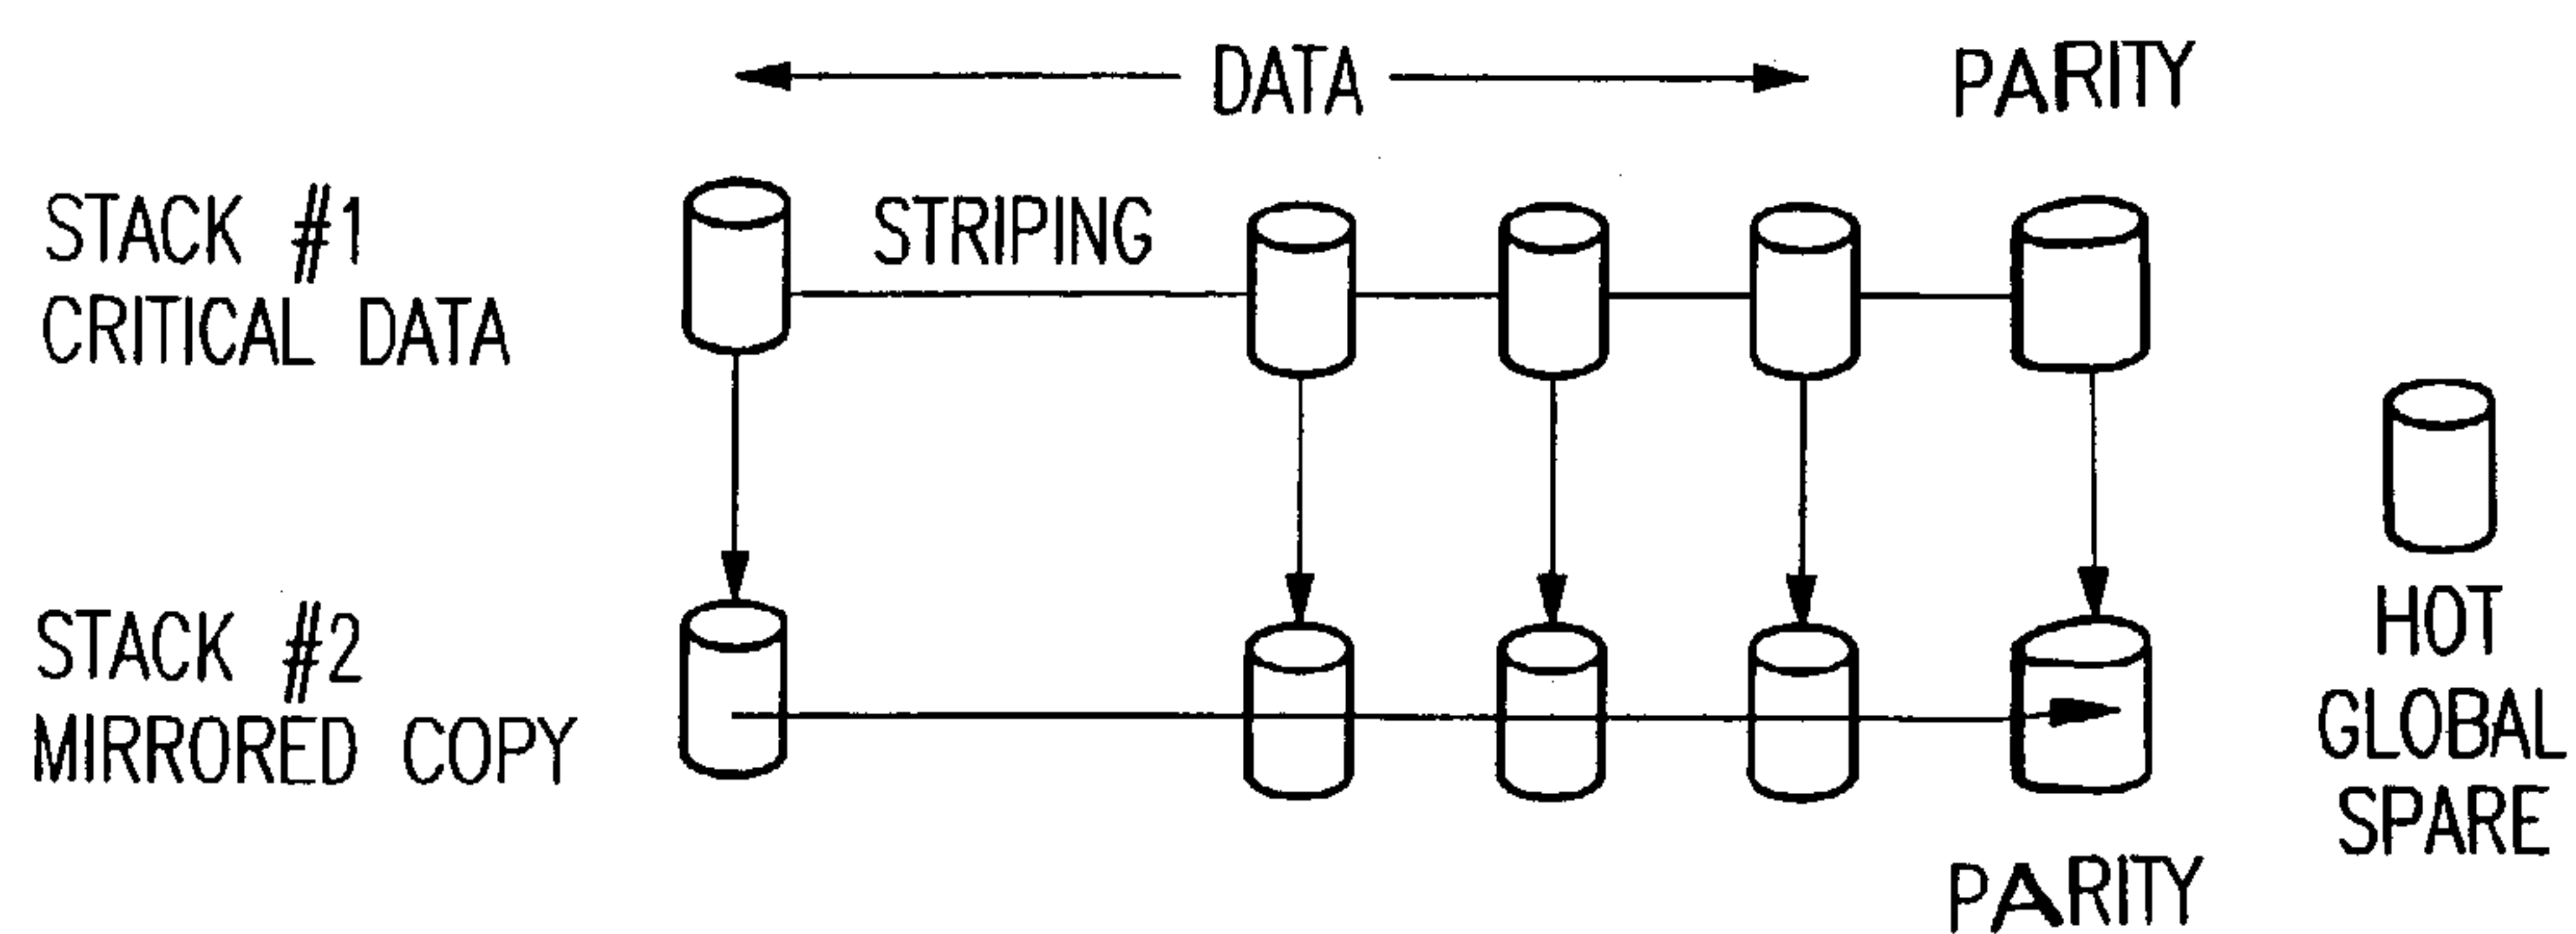 DATA
PARITY
STACK #1
CRITICAL DATA
STRIPING
STACK #2
MIRRORED COPY
HOT
GLOBAL
SPARE
PARITY